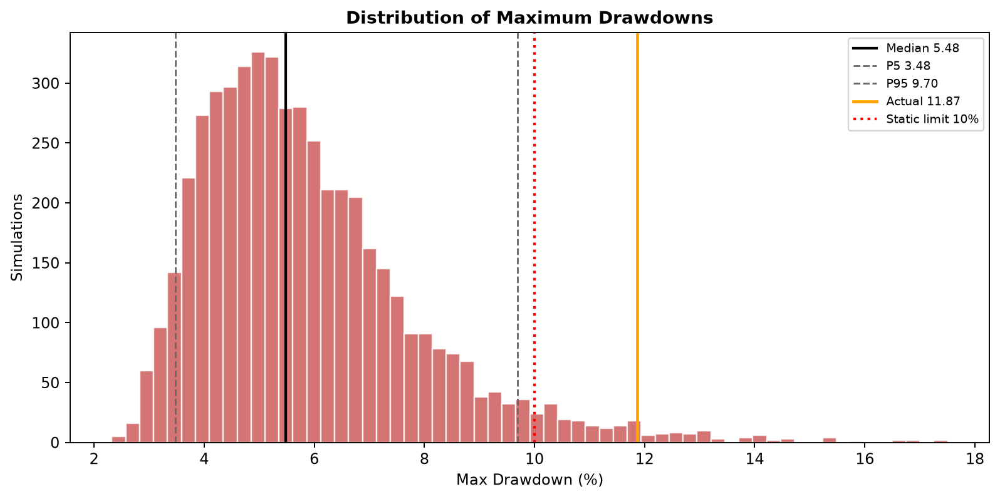 Distribution of Maximum Drawdowns
Median 5.48
P5 3.48
P95 9.70
Actual 11.87
Static limit 10%
Simulations
300
250
200
150
100
50
0
2 4 6 8 10 12 14 16 18
Max Drawdown (%)